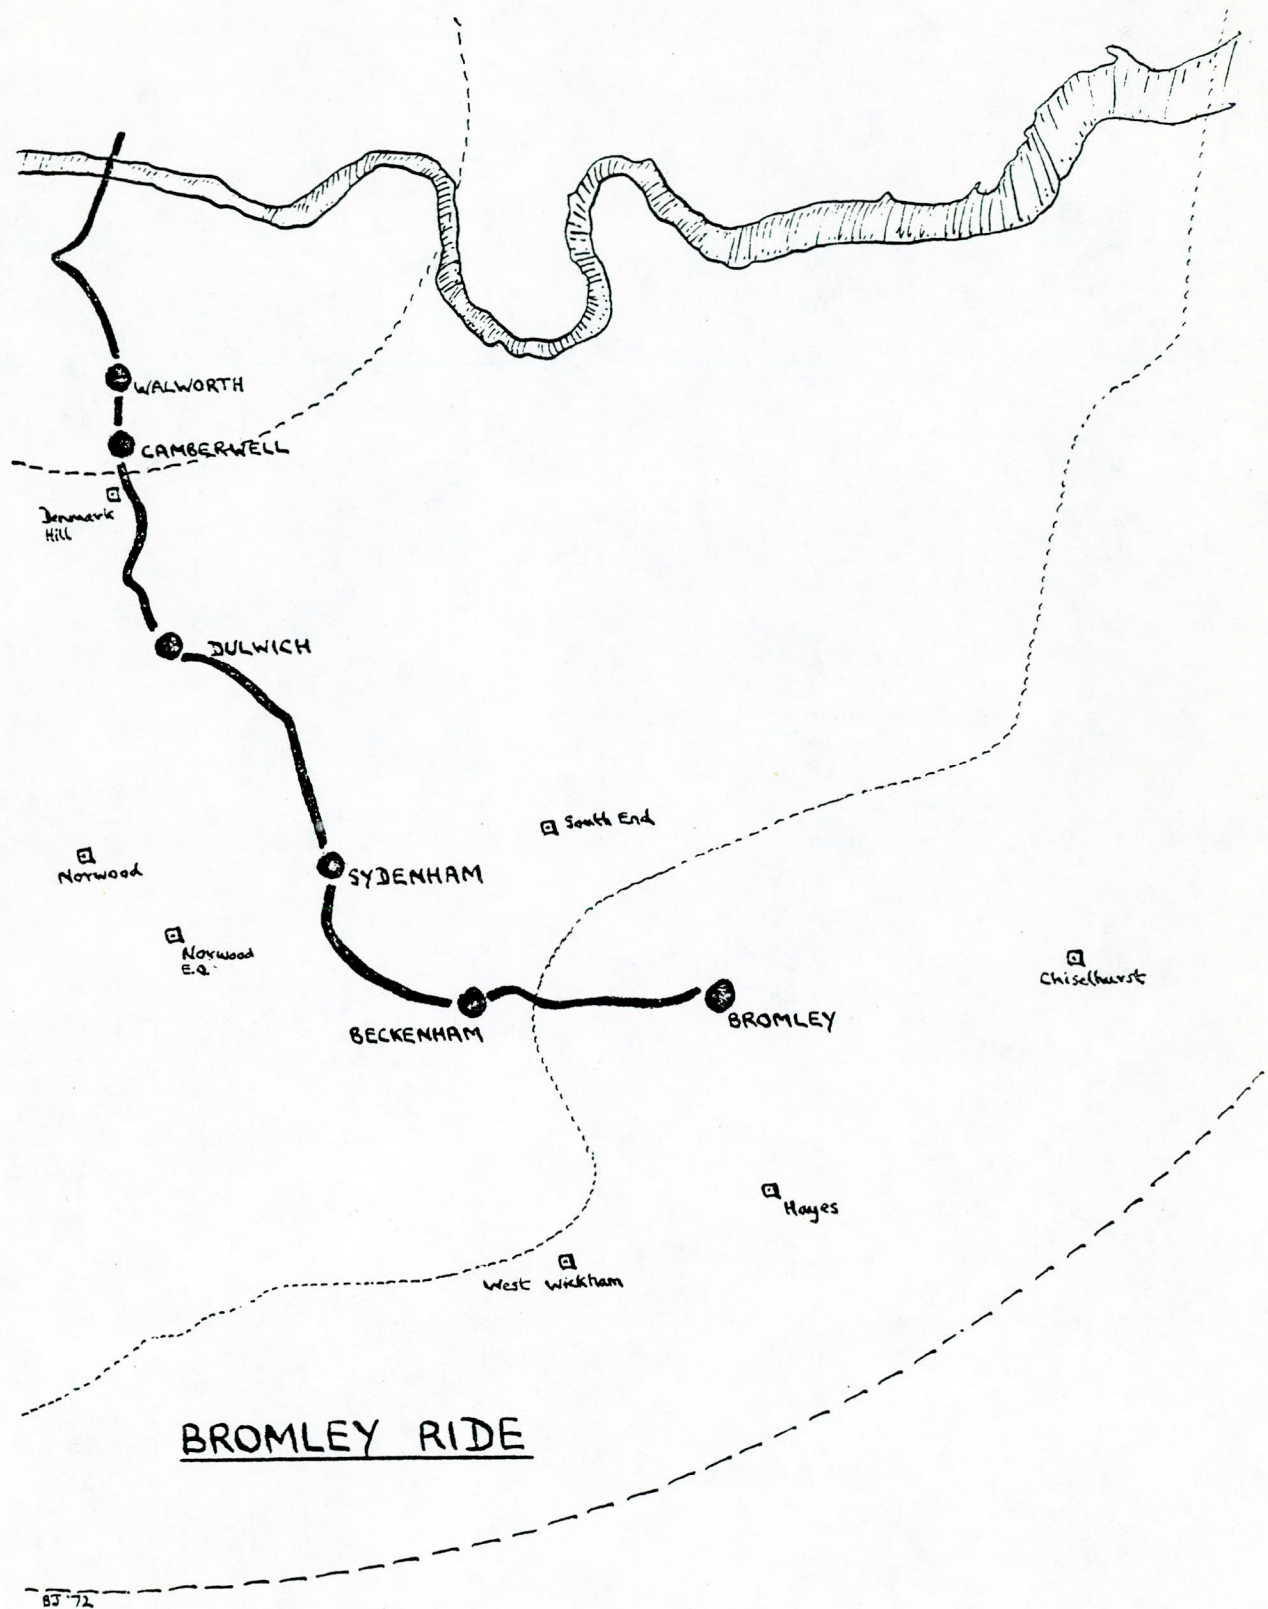 WALWORTH
CAMBERWELL
Denmark
Hill
DULWICH
South End
Norwood
SYDENHAM
Norwood
E.O.
Chiselhurst
BROMLEY
BECKENHAM
Hayes
West Wickham
BROMLEY RIDE
BJ '72